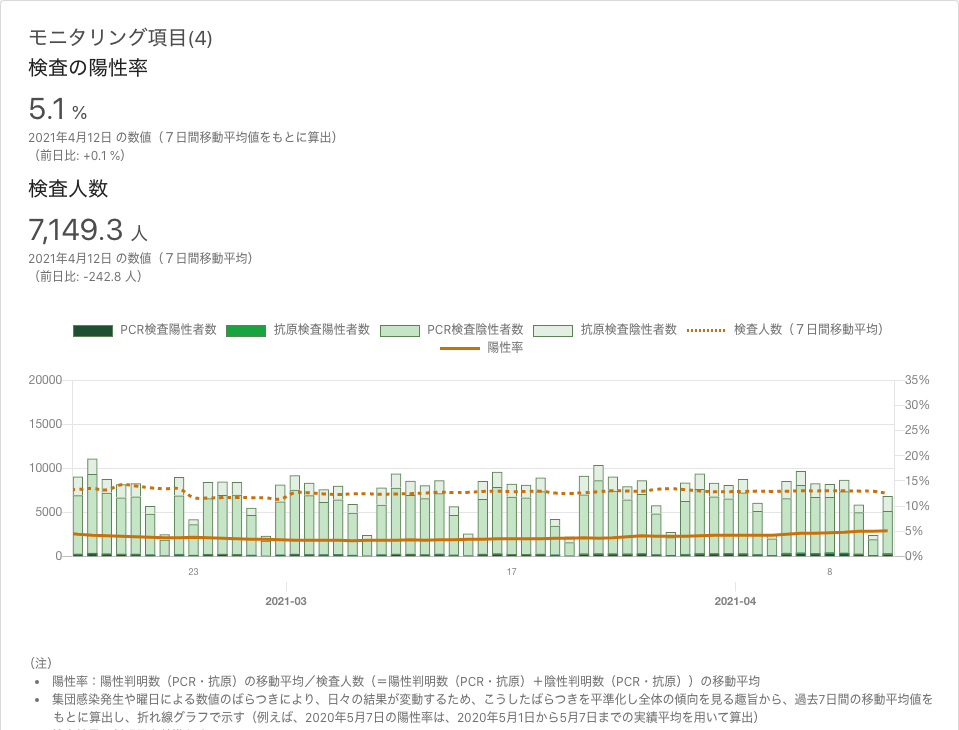 モニタリング項目(4)
検査の陽性率
5.1 %
2021年4月12日 の数値（７日間移動平均値をもとに算出）
（前日比: +0.1 %）
検査人数
7,149.3 人
2021年4月12日 の数値（７日間移動平均）
（前日比: -242.8 人）
PCR検査陽性者数 抗原検査陽性者数 PCR検査陰性者数 抗原検査陰性者数 検査人数（７日間移動平均）
陽性率
20000 35%
30%
15000 25%
20%
10000 15%
5000 10%
5%
0 0%
23 17 8
2021-03 2021-04
（注）
• 陽性率：陽性判明数（PCR・抗原）の移動平均／検査人数（＝陽性判明数（PCR・抗原）＋陰性判明数（PCR・抗原））の移動平均
• 集団感染発生や曜日による数値のばらつきにより、日々の結果が変動するため、こうしたばらつきを平準化し全体の傾向を見る趣旨から、過去7日間の移動平均値を
もとに算出し、折れ線グラフで示す（例えば、2020年5月7日の陽性率は、2020年5月1日から5月7日までの実績平均を用いて算出）